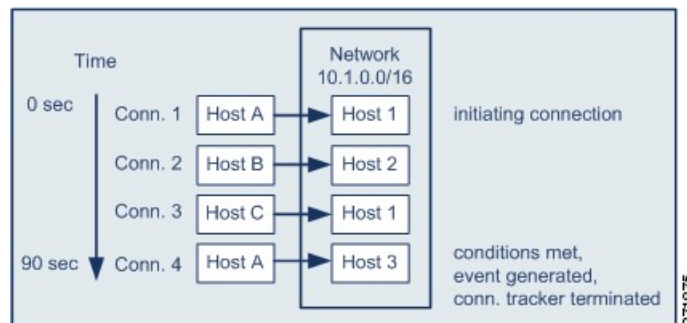 Time
Network
10.1.0.0/16
0 sec
Conn. 1
Host A
Host 1
initiating connection
Conn. 2
Host B
Host 2
Conn. 3
Host C
Host 1
90 sec
Conn. 4
Host A
Host 3
conditions met,
event generated,
conn. tracker terminated